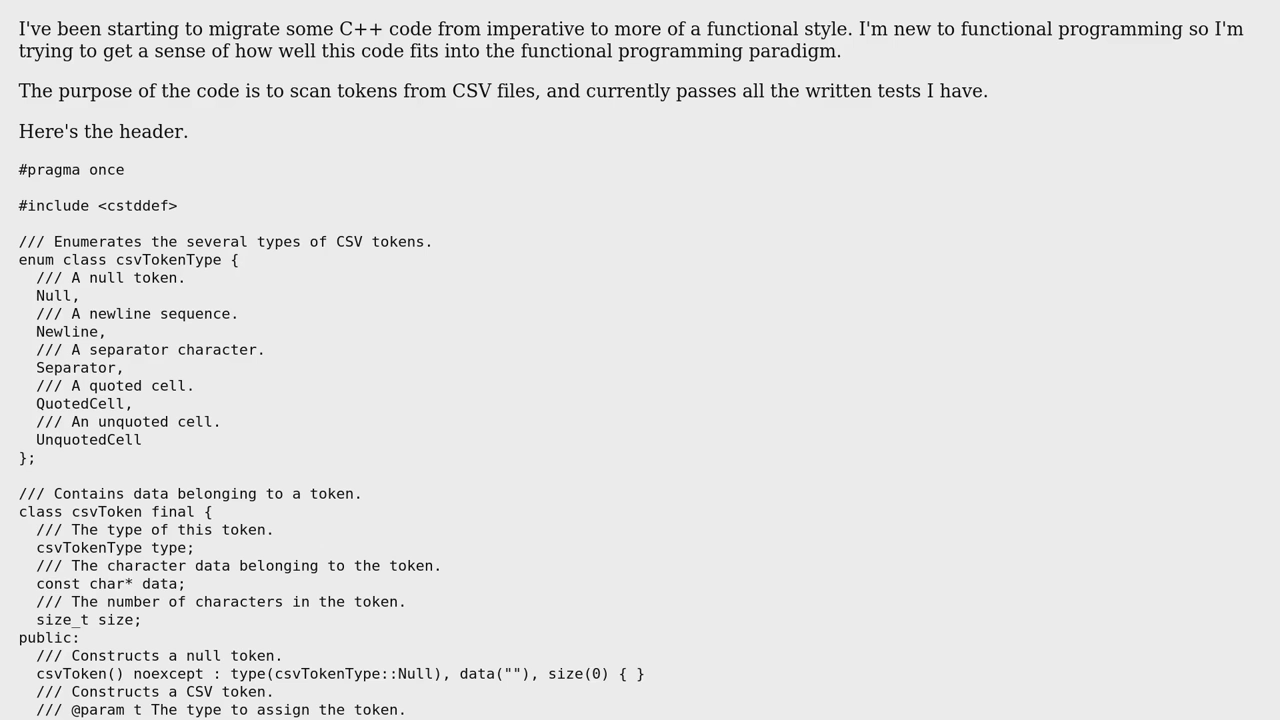 I've been starting to migrate some C++ code from imperative to more of a functional style. I'm new to functional programming so I'm
trying to get a sense of how well this code fits into the functional programming paradigm.
The purpose of the code is to scan tokens from CSV files, and currently passes all the written tests I have.
Here's the header.
#pragma once
#include <cstddef>
/// Enumerates the several types of CSV tokens.
enum class csvTokenType {
  /// A null token.
  Null,
  /// A newline sequence.
  Newline,
  /// A separator character.
  Separator,
  /// A quoted cell.
  QuotedCell,
  /// An unquoted cell.
  UnquotedCell
};
/// Contains data belonging to a token.
class csvToken final {
  /// The type of this token.
  csvTokenType type;
  /// The character data belonging to the token.
  const char* data;
  /// The number of characters in the token.
  size_t size;
public:
  /// Constructs a null token.
  csvToken() noexcept : type(csvTokenType::Null), data(""), size(0) { }
  /// Constructs a CSV token.
  /// @param t The type to assign the token.